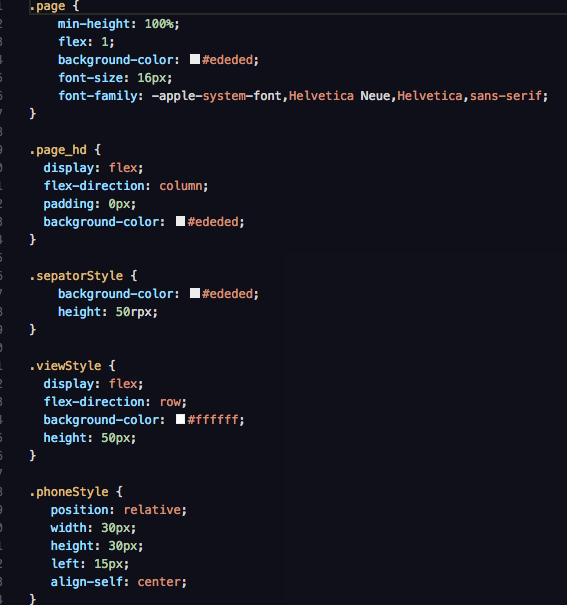 .page {
min-height: 100%;
flex: 1;
background-color: #ededed;
font-size: 16px;
font-family: -apple-system-font,Helvetica Neue,Helvetica,sans-serif;
}
.page_hd {
display: flex;
flex-direction: column;
padding: 0px;
background-color: #ededed;
}
.sepatorStyle {
background-color: #ededed;
height: 50rpx;
}
.viewStyle {
display: flex;
flex-direction: row;
background-color: #ffffff;
height: 50px;
}
.phoneStyle {
position: relative;
width: 30px;
height: 30px;
left: 15px;
align-self: center;
}